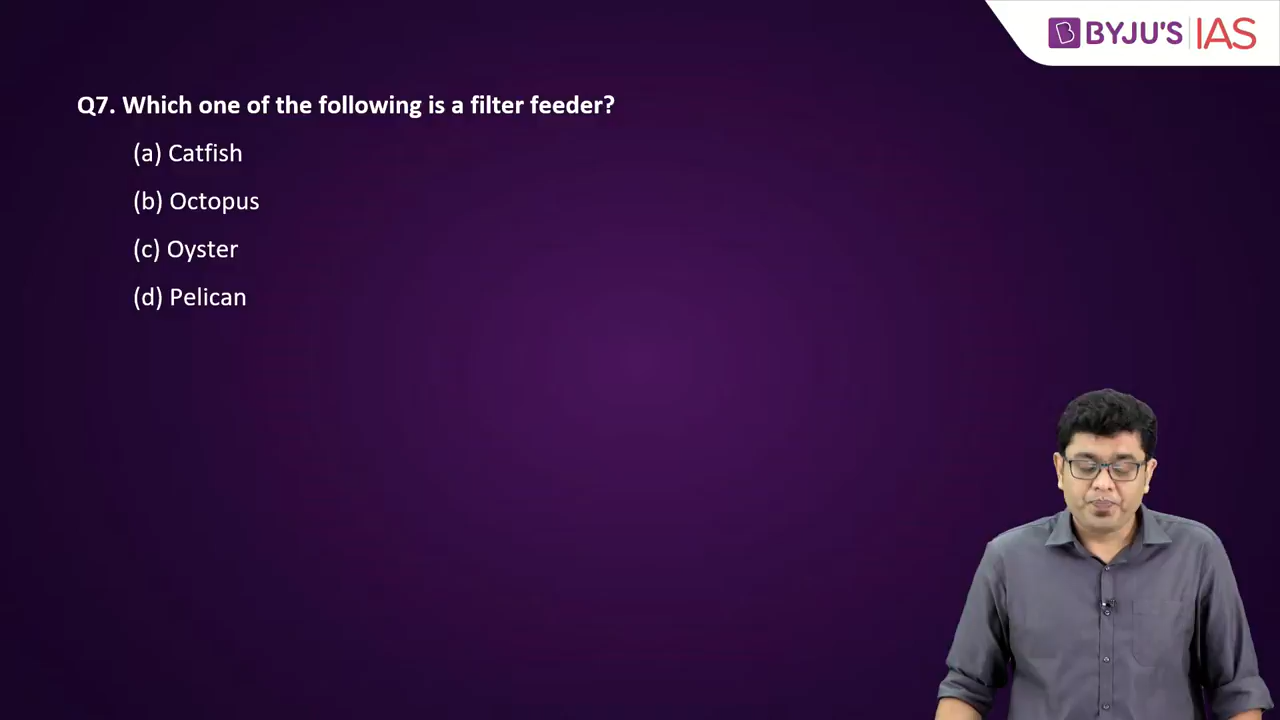 BYJU'S IAS
Q7. Which one of the following is a filter feeder?
(a) Catfish
(b) Octopus
(c) Oyster
(d) Pelican